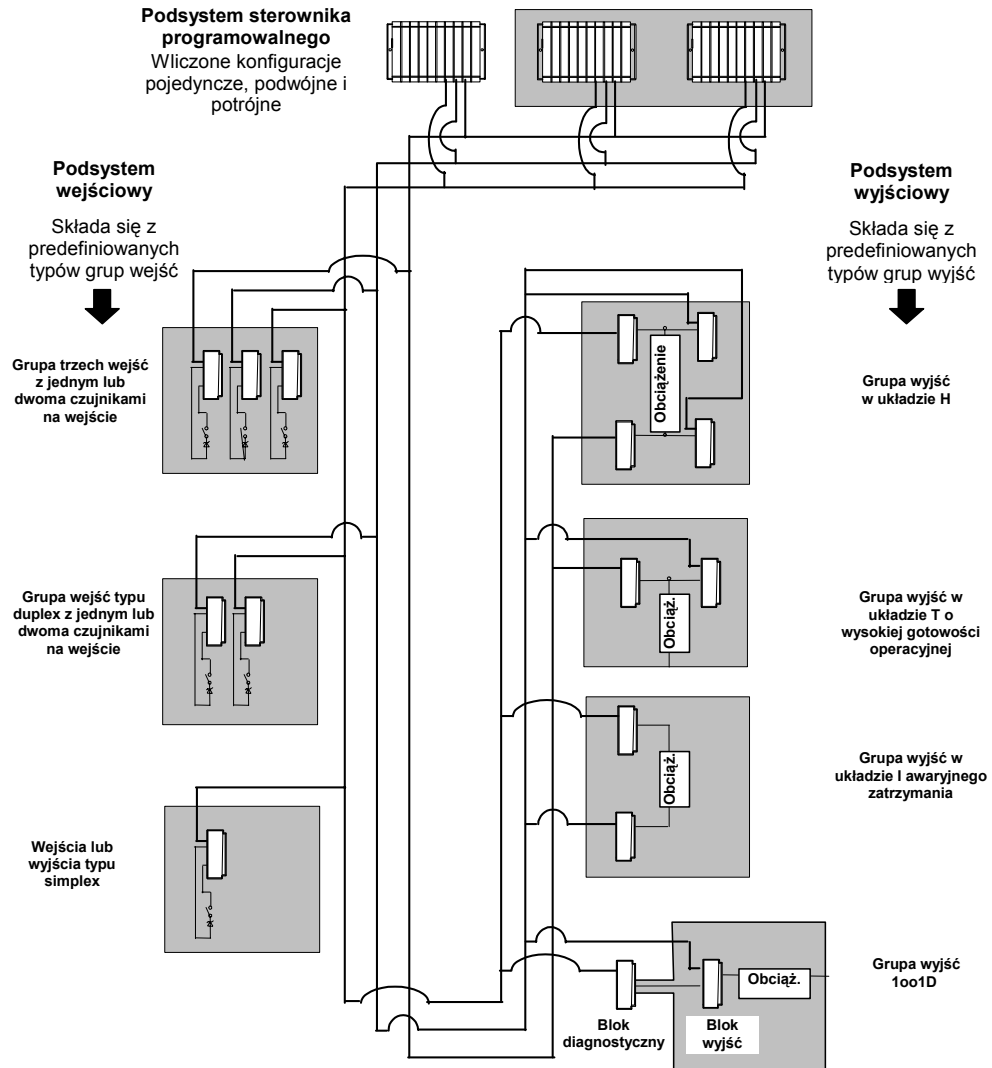 Podsystem sterownika
programowalnego
Wliczone konfiguracje
pojedyncze, podwójne i
potrójne
Podsystem
wejściowy
Składa się z
predefiniowanych
typów grup wejść
Podsystem
wyjściowy
Składa się z
predefiniowanych
typów grup wyjść
Grupa trzech wejść
z jednym lub
dwoma czujnikami
na wejście
Obciążenie
Grupa wyjść
w układzie H
Grupa wejść typu
duplex z jednym lub
dwoma czujnikami
na wejście
Obciąż.
Grupa wyjść w
układzie T o
wysokiej gotowości
operacyjnej
Obciąż.
Grupa wyjść w
układzie I awaryjnego
zatrzymania
Wejścia lub
wyjścia typu
simplex
Obciąż.
Grupa wyjść
1oo1D
Blok
diagnostyczny
Blok
wyjść